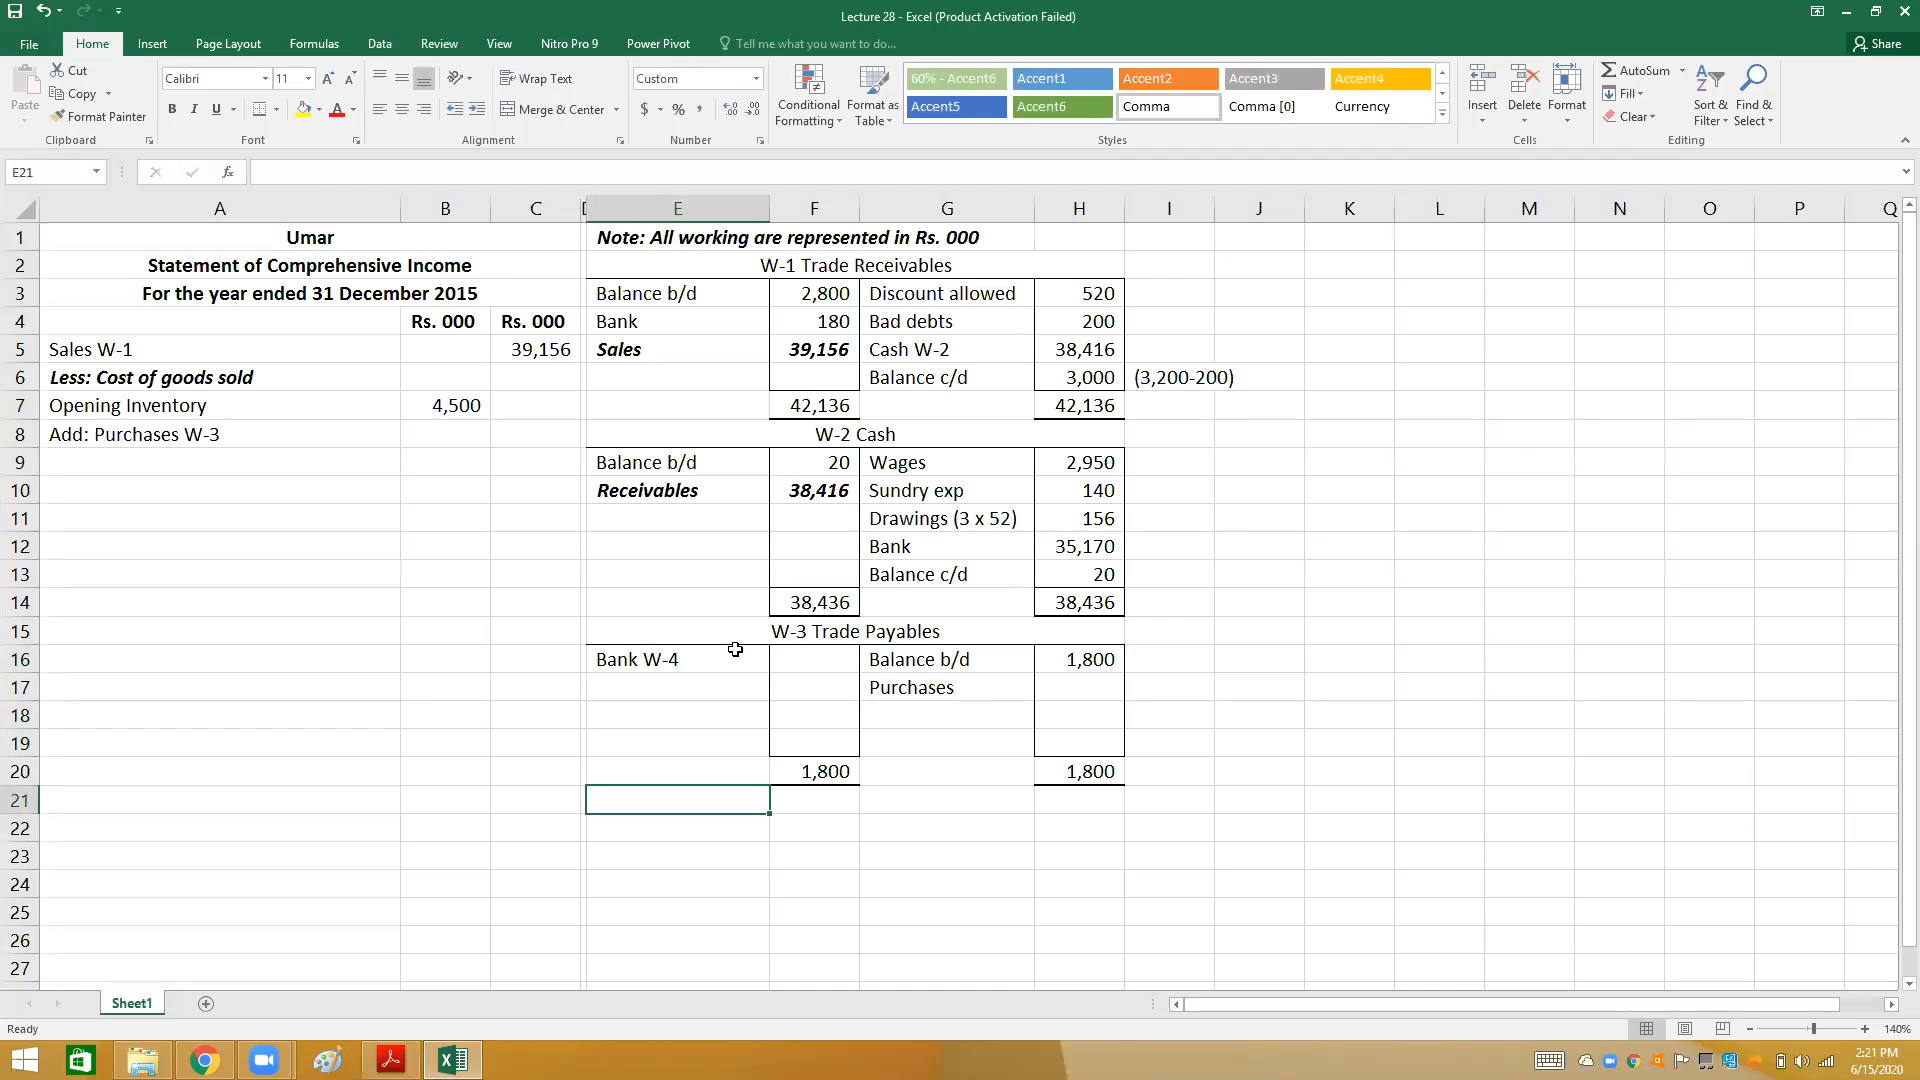 Lecture 28 - Excel (Product Activation Failed)
File Home Insert Page Layout Formulas Data Review View Nitro Pro 9 Power Pivot Tell me what you want to do... Share
Paste Cut Copy Format Painter Clipboard
Calibri 11 A A B I U A Font
Wrap Text Merge & Center Alignment
Custom $ % , Number
Conditional Formatting Format as Table
60% - Accent6 Accent1 Accent2 Accent3 Accent4
Accent5 Accent6 Comma Comma [0] Currency
Styles
Insert Delete Format Cells
AutoSum Fill Clear Sort & Filter Find & Select Editing
E21 fx
A B C E F G H I J K L M N O P Q
1 Umar Note: All working are represented in Rs. 000
2 Statement of Comprehensive Income W-1 Trade Receivables
3 For the year ended 31 December 2015 Balance b/d 2,800 Discount allowed 520
4 Rs. 000 Rs. 000 Bank 180 Bad debts 200
5 Sales W-1 39,156 Sales 39,156 Cash W-2 38,416
6 Less: Cost of goods sold Balance c/d 3,000 (3,200-200)
7 Opening Inventory 4,500 42,136 42,136
8 Add: Purchases W-3 W-2 Cash
9 Balance b/d 20 Wages 2,950
10 Receivables 38,416 Sundry exp 140
11 Drawings (3 x 52) 156
12 Bank 35,170
13 Balance c/d 20
14 38,436 38,436
15 W-3 Trade Payables
16 Bank W-4 Balance b/d 1,800
17 Purchases
18
19
20 1,800 1,800
21
22
23
24
25
26
27
Sheet1
Ready 140%
2:21 PM
6/15/2020